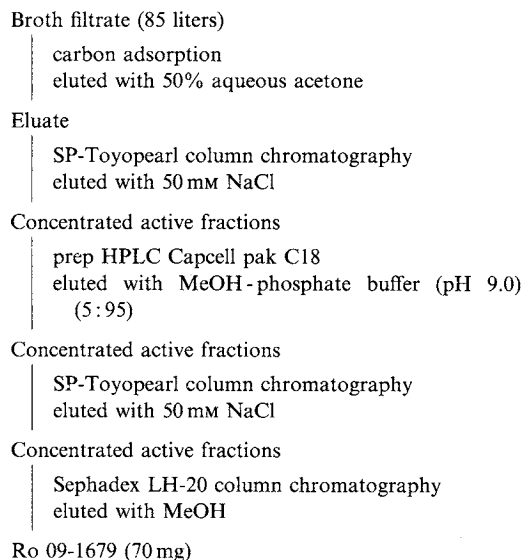 Broth filtrate (85 liters)
carbon adsorption
eluted with 50% aqueous acetone
Eluate
SP-Toyopearl column chromatography
eluted with 50 mM NaCl
Concentrated active fractions
prep HPLC Capcell pak C18
eluted with MeOH-phosphate buffer (pH 9.0)
(5:95)
Concentrated active fractions
SP-Toyopearl column chromatography
eluted with 50 mM NaCl
Concentrated active fractions
Sephadex LH-20 column chromatography
eluted with MeOH
Ro 09-1679 (70 mg)